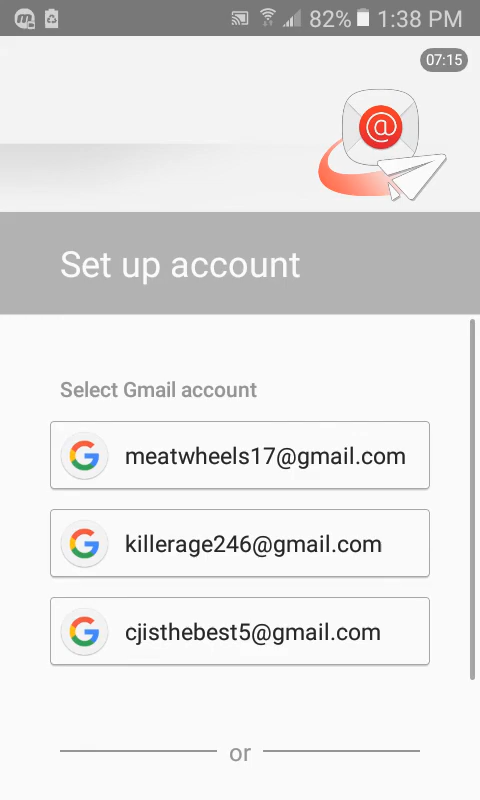 82% 1:38 PM
07:15
@
Set up account
Select Gmail account
G meatwheels17@gmail.com
G killerage246@gmail.com
G cjisthebest5@gmail.com
or